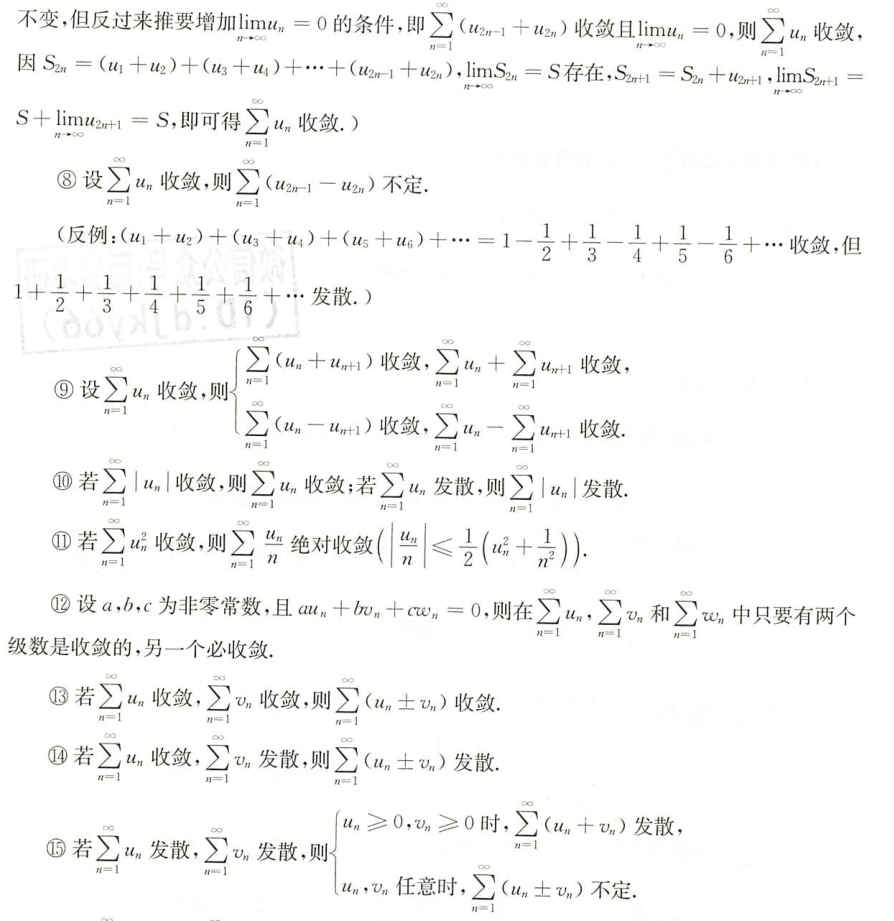 不变,但反过来推要增加$\lim_{n\to\infty}u_n=0$的条件,即$\sum_{n=1}^{\infty}(u_{2n-1}+u_{2n})$收敛且$\lim_{n\to\infty}u_n=0$,则$\sum_{n=1}^{\infty}u_n$收敛,
因$S_{2n}=(u_1+u_2)+(u_3+u_4)+\cdots+(u_{2n-1}+u_{2n})$,$\lim_{n\to\infty}S_{2n}=S$存在,$S_{2n+1}=S_{2n}+u_{2n+1}$,$\lim_{n\to\infty}S_{2n+1}=$
$S+\lim_{n\to\infty}u_{2n+1}=S$,即可得$\sum_{n=1}^{\infty}u_n$收敛.)
⑧ 设$\sum_{n=1}^{\infty}u_n$收敛,则$\sum_{n=1}^{\infty}(u_{2n-1}-u_{2n})$不定.
(反例:$(u_1+u_2)+(u_3+u_4)+(u_5+u_6)+\cdots=1-\frac{1}{2}+\frac{1}{3}-\frac{1}{4}+\frac{1}{5}-\frac{1}{6}+\cdots$收敛,但
$1+\frac{1}{2}+\frac{1}{3}+\frac{1}{4}+\frac{1}{5}+\frac{1}{6}+\cdots$发散.)
⑨ 设$\sum_{n=1}^{\infty}u_n$收敛,则$\begin{cases}\sum_{n=1}^{\infty}(u_n+u_{n+1})收敛,\sum_{n=1}^{\infty}u_n+\sum_{n=1}^{\infty}u_{n+1}收敛,\\\sum_{n=1}^{\infty}(u_n-u_{n+1})收敛,\sum_{n=1}^{\infty}u_n-\sum_{n=1}^{\infty}u_{n+1}收敛.\end{cases}$
⑩ 若$\sum_{n=1}^{\infty}|u_n|$收敛,则$\sum_{n=1}^{\infty}u_n$收敛;若$\sum_{n=1}^{\infty}u_n$发散,则$\sum_{n=1}^{\infty}|u_n|$发散.
⑪ 若$\sum_{n=1}^{\infty}u_n^2$收敛,则$\sum_{n=1}^{\infty}\frac{u_n}{n}$绝对收敛$\left(\left|\frac{u_n}{n}\right|\leqslant\frac{1}{2}\left(u_n^2+\frac{1}{n^2}\right)\right)$.
⑫ 设$a,b,c$为非零常数,且$au_n+bv_n+cw_n=0$,则在$\sum_{n=1}^{\infty}u_n$,$\sum_{n=1}^{\infty}v_n$和$\sum_{n=1}^{\infty}w_n$中只要有两个
级数是收敛的,另一个必收敛.
⑬ 若$\sum_{n=1}^{\infty}u_n$收敛,$\sum_{n=1}^{\infty}v_n$收敛,则$\sum_{n=1}^{\infty}(u_n\pm v_n)$收敛.
⑭ 若$\sum_{n=1}^{\infty}u_n$收敛,$\sum_{n=1}^{\infty}v_n$发散,则$\sum_{n=1}^{\infty}(u_n\pm v_n)$发散.
⑮ 若$\sum_{n=1}^{\infty}u_n$发散,$\sum_{n=1}^{\infty}v_n$发散,则$\begin{cases}u_n\geqslant0,v_n\geqslant0时,\sum_{n=1}^{\infty}(u_n+v_n)发散,\\u_n,v_n任意时,\sum_{n=1}^{\infty}(u_n\pm v_n)不定.\end{cases}$